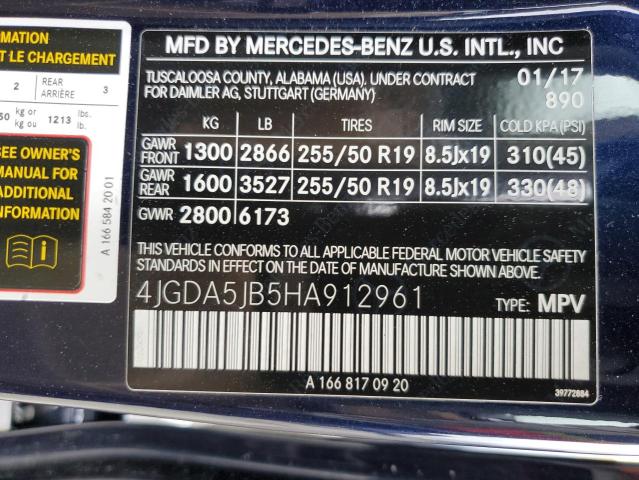 MATION
T LE CHARGEMENT
2
REAR
ARRIÈRE
3
50 kg or
kg ou 1213 lbs.
lb.
SEE OWNER'S
MANUAL FOR
ADDITIONAL
INFORMATION
A 166 584 20 01
MFD BY MERCEDES-BENZ U.S. INTL., INC
TUSCALOOSA COUNTY, ALABAMA (USA). UNDER CONTRACT 01/17
FOR DAIMLER AG, STUTTGART (GERMANY) 890
KG LB TIRES RIM SIZE COLD KPA (PSI)
GAWR
FRONT 1300 2866 255/50 R19 8.5Jx19 310(45)
GAWR
REAR 1600 3527 255/50 R19 8.5Jx19 330(48)
GVWR 2800 6173
THIS VEHICLE CONFORMS TO ALL APPLICABLE FEDERAL MOTOR VEHICLE SAFETY
STANDARDS IN EFFECT ON THE DATE OF MANUFACTURE SHOWN ABOVE.
4JGDA5JB5HA912961 TYPE: MPV
A 166 817 09 20
39772884